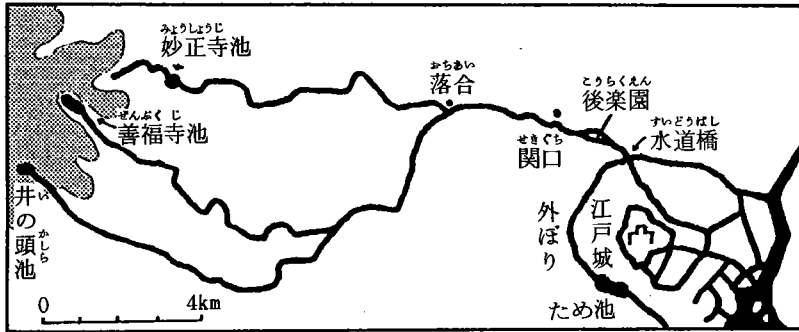 みょうしょうじ
妙正寺池
ぜんぷくじ
善福寺池
い かしら
井の頭池
おちあい
落合
せきぐち
関口
こうらくえん
後楽園
すいどうばし
水道橋
外ぼり
江戸城
ため池
0 4km